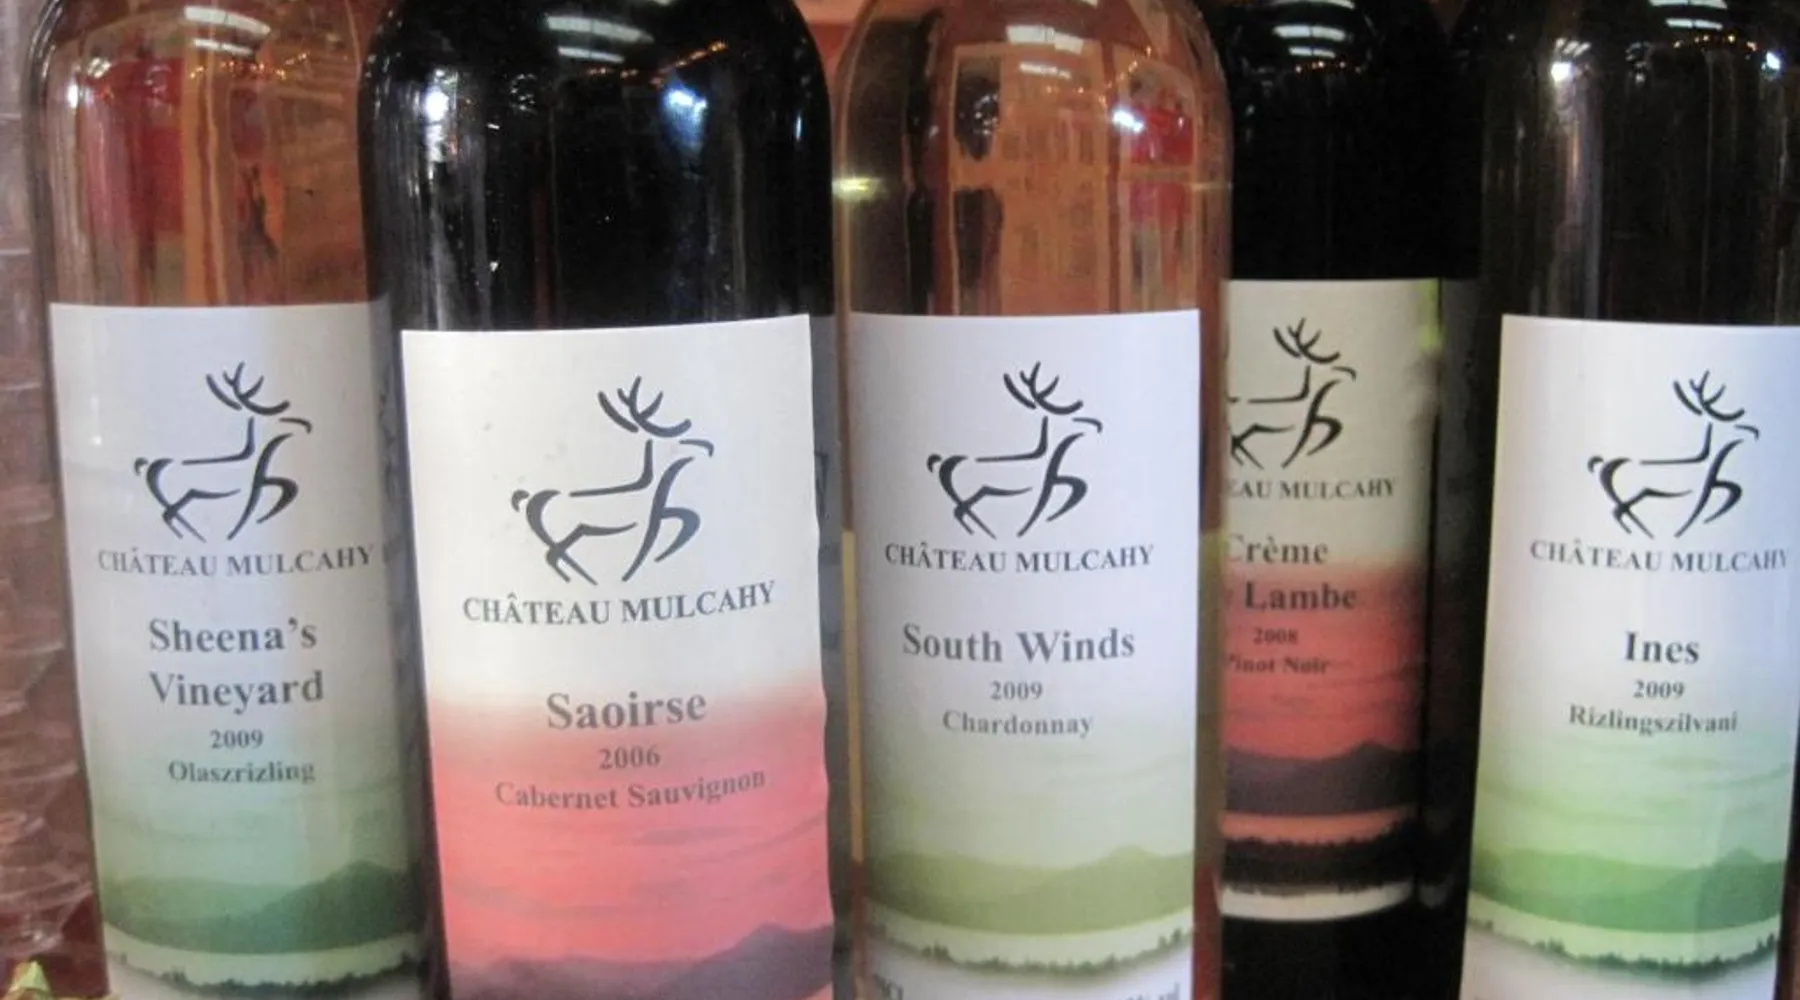 CHÂTEAU MULCAHY
Sheena's
Vineyard
2009
Olaszrizling
CHÂTEAU MULCAHY
Saoirse
2006
Cabernet Sauvignon
CHÂTEAU MULCAHY
South Winds
2009
Chardonnay
EAU MULCAHY
Crème
Lambe
2008
Pinot Noir
CHÂTEAU MULCAHY
Ines
2009
Rizlingszilvani